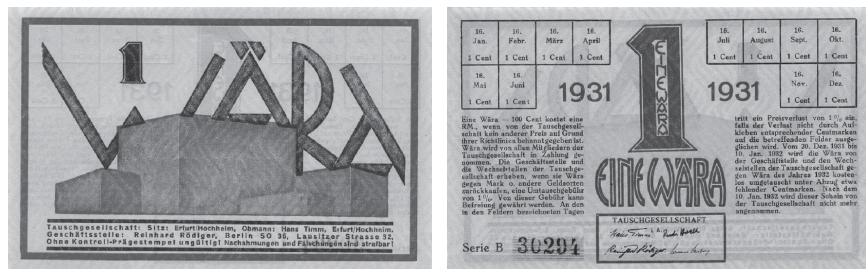 1
WÄRA
Tauschgesellschaft: Sitz: Erfurt/Hochheim, Obmann: Hans Timm, Erfurt/Hochheim.
Geschäftsstelle: Reinhard Rödiger, Berlin SO 36, Lausitzer Strasse 32.
Ohne Kontroll-Prägestempel ungültig! Nachahmungen und Fälschungen sind strafbar!
16. Jan. 1 Cent
16. Febr. 1 Cent
16. März 1 Cent
16. April 1 Cent
16. Mai 1 Cent
16. Juni 1 Cent
1931
1
EINE WÄRA
16. Juli 1 Cent
16. August 1 Cent
16. Sept. 1 Cent
16. Okt. 1 Cent
1931
16. Nov. 1 Cent
16. Dez. 1 Cent
Eine Wära — 100 Cent kostet eine
RM., wenn von der Tauschgesell-
schaft kein anderer Preis auf Grund
ihrer Richtlinien bekanntgegeben ist.
Wära wird von allen Mitgliedern der
Tauschgesellschaft in Zahlung ge-
nommen. Die Geschäftsstelle und
die Wechselstellen der Tauschge-
sellschaft erheben, wenn sie Wära
gegen Mark o. andere Geldsorten
zurückkaufen, eine Umtauschgebühr
von 1%. Von dieser Gebühr kann
Befreiung gewährt werden. An den
in den Feldern bezeichneten Tagen
tritt ein Preisverlust von 1% ein,
falls der Verlust nicht durch Auf-
kleben entsprechender Centmarken
auf die betreffenden Felder ausge-
glichen wird. Vom 20. Dez. 1931 bis
10. Jan. 1932 wird die Wära von
der Geschäftsstelle und den Wech-
selstellen der Tauschgesellschaft ge-
gen Wära des Jahres 1932 kosten-
los umgetauscht unter Abzug etwa
fehlender Centmarken. Nach dem
10. Jan. 1932 wird dieser Schein von
der Tauschgesellschaft nicht mehr
angenommen.
EINE WÄRA
TAUSCHGESELLSCHAFT
Hans Timm
Reinhard Rödiger
Serie B 30294